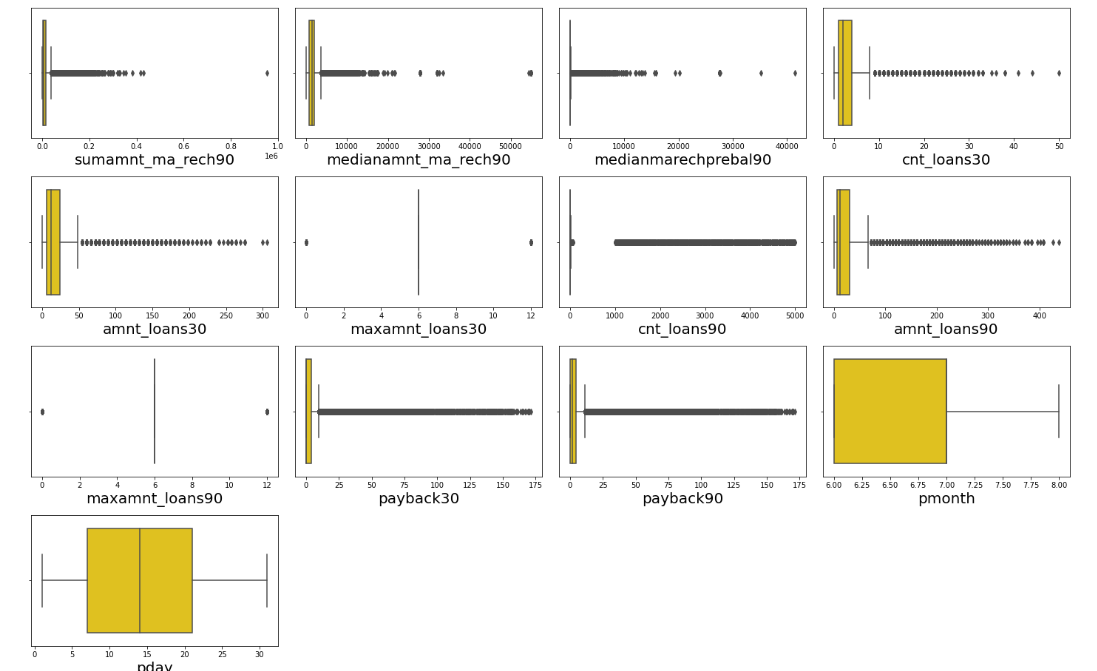 0.0 0.2 0.4 0.6 0.8 1.0
1e6
sumamnt_ma_rech90
0 10000 20000 30000 40000 50000
medianamnt_ma_rech90
0 10000 20000 30000 40000
medianmarechprebal90
0 10 20 30 40 50
cnt_loans30
0 50 100 150 200 250 300
amnt_loans30
0 2 4 6 8 10 12
maxamnt_loans30
0 1000 2000 3000 4000 5000
cnt_loans90
0 100 200 300 400
amnt_loans90
0 2 4 6 8 10 12
maxamnt_loans90
0 25 50 75 100 125 150 175
payback30
0 25 50 75 100 125 150 175
payback90
6.00 6.25 6.50 6.75 7.00 7.25 7.50 7.75 8.00
pmonth
0 5 10 15 20 25 30
pday